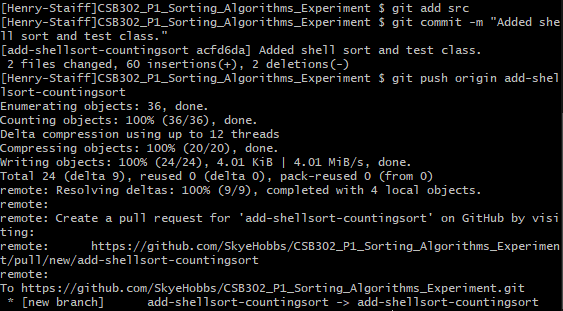 [Henry-Staiff]CSB302_P1_Sorting_Algorithms_Experiment $ git add src
[Henry-Staiff]CSB302_P1_Sorting_Algorithms_Experiment $ git commit -m "Added she
ll sort and test class."
[add-shellsort-countingsort acfd6da] Added shell sort and test class.
 2 files changed, 60 insertions(+), 2 deletions(-)
[Henry-Staiff]CSB302_P1_Sorting_Algorithms_Experiment $ git push origin add-shel
lsort-countingsort
Enumerating objects: 36, done.
Counting objects: 100% (36/36), done.
Delta compression using up to 12 threads
Compressing objects: 100% (20/20), done.
Writing objects: 100% (24/24), 4.01 KiB | 4.01 MiB/s, done.
Total 24 (delta 9), reused 0 (delta 0), pack-reused 0 (from 0)
remote: Resolving deltas: 100% (9/9), completed with 4 local objects.
remote:
remote: Create a pull request for 'add-shellsort-countingsort' on GitHub by visi
ting:
remote:      https://github.com/SkyeHobbs/CSB302_P1_Sorting_Algorithms_Experimen
t/pull/new/add-shellsort-countingsort
remote:
To https://github.com/SkyeHobbs/CSB302_P1_Sorting_Algorithms_Experiment.git
 * [new branch]      add-shellsort-countingsort -> add-shellsort-countingsort